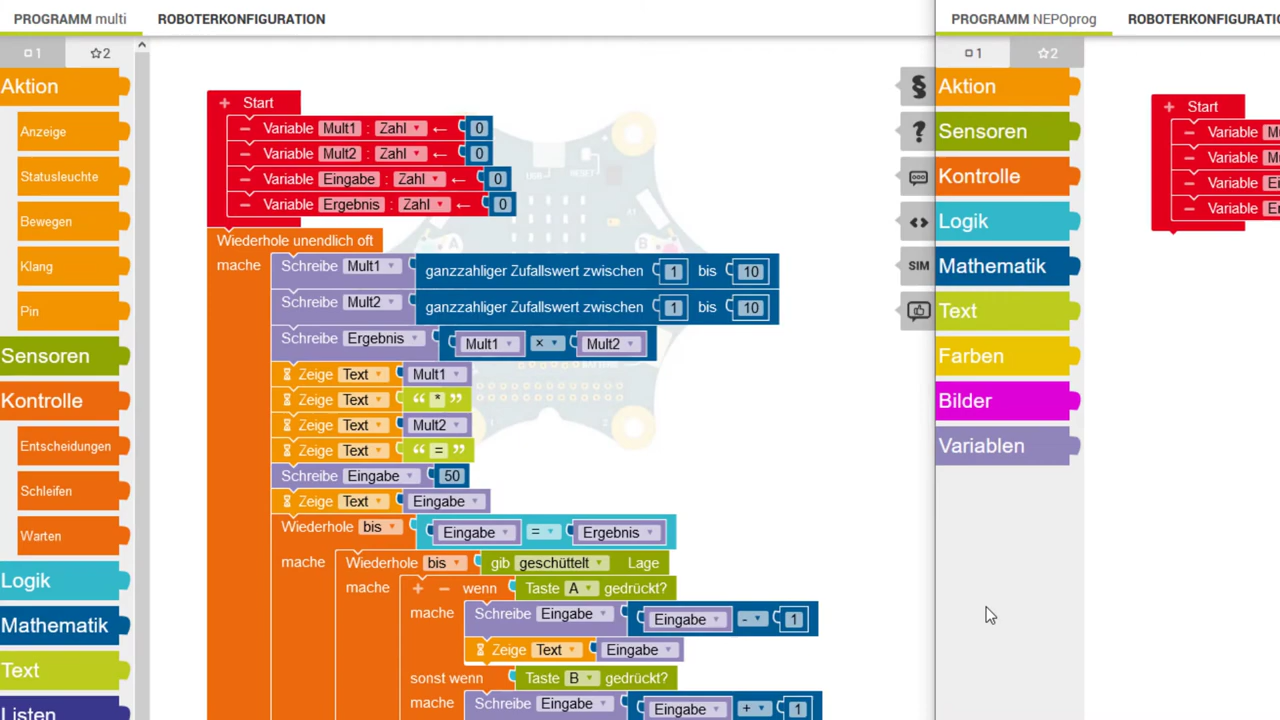 PROGRAMM multi
ROBOTERKONFIGURATION
1
2
Aktion
Anzeige
Statusleuchte
Bewegen
Klang
Pin
Sensoren
Kontrolle
Entscheidungen
Schleifen
Warten
Logik
Mathematik
Text
Listen
+ Start
– Variable Mult1 : Zahl ← 0
– Variable Mult2 : Zahl ← 0
– Variable Eingabe : Zahl ← 0
– Variable Ergebnis : Zahl ← 0
Wiederhole unendlich oft
mache Schreibe Mult1 ganzzahliger Zufallswert zwischen 1 bis 10
Schreibe Mult2 ganzzahliger Zufallswert zwischen 1 bis 10
Schreibe Ergebnis Mult1 × Mult2
Zeige Text Mult1
Zeige Text “ * ”
Zeige Text Mult2
Zeige Text “ = ”
Schreibe Eingabe 50
Zeige Text Eingabe
Wiederhole bis Eingabe = Ergebnis
mache Wiederhole bis gib geschüttelt Lage
mache + – wenn Taste A gedrückt?
mache Schreibe Eingabe Eingabe - 1
Zeige Text Eingabe
sonst wenn Taste B gedrückt?
mache Schreibe Eingabe Eingabe + 1
A
B
SIM
PROGRAMM NEPOprog
ROBOTERKONFIGURATIO
1
2
Aktion
Sensoren
Kontrolle
Logik
Mathematik
Text
Farben
Bilder
Variablen
+ Start
– Variable
– Variable
– Variable
– Variable